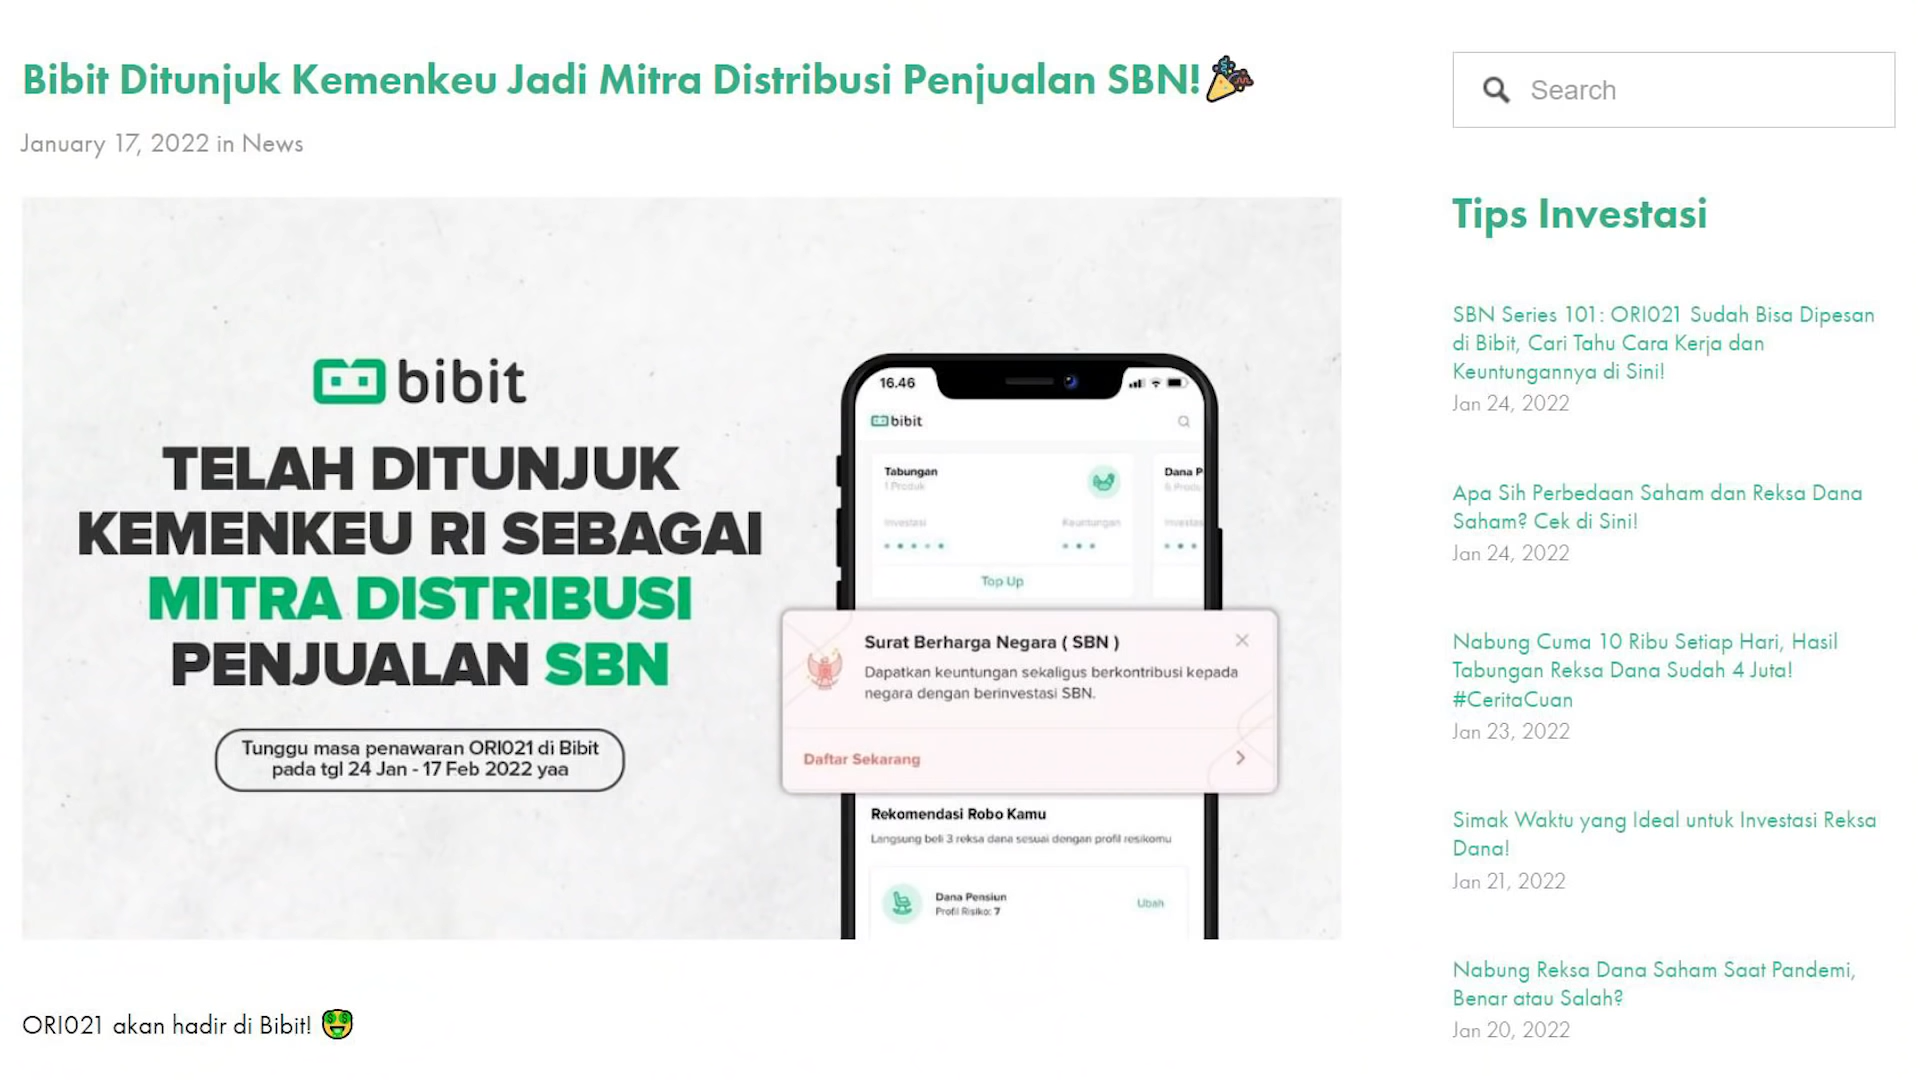 Bibit Ditunjuk Kemenkeu Jadi Mitra Distribusi Penjualan SBN!🎉
January 17, 2022 in News
bibit
TELAH DITUNJUK
KEMENKEU RI SEBAGAI
MITRA DISTRIBUSI
PENJUALAN SBN
Tunggu masa penawaran ORI021 di Bibit
pada tgl 24 Jan - 17 Feb 2022 yaa
16.46
bibit
Tabungan
1 Produk
Investasi
Keuntungan
Top Up
Dana P
6 Produ
Investas
Surat Berharga Negara ( SBN )
Dapatkan keuntungan sekaligus berkontribusi kepada
negara dengan berinvestasi SBN.
Daftar Sekarang
Rekomendasi Robo Kamu
Langsung beli 3 reksa dana sesuai dengan profil resikomu
Dana Pensiun
Profil Risiko: 7
Ubah
ORI021 akan hadir di Bibit! 🤑
Search
Tips Investasi
SBN Series 101: ORI021 Sudah Bisa Dipesan
di Bibit, Cari Tahu Cara Kerja dan
Keuntungannya di Sini!
Jan 24, 2022
Apa Sih Perbedaan Saham dan Reksa Dana
Saham? Cek di Sini!
Jan 24, 2022
Nabung Cuma 10 Ribu Setiap Hari, Hasil
Tabungan Reksa Dana Sudah 4 Juta!
#CeritaCuan
Jan 23, 2022
Simak Waktu yang Ideal untuk Investasi Reksa
Dana!
Jan 21, 2022
Nabung Reksa Dana Saham Saat Pandemi,
Benar atau Salah?
Jan 20, 2022